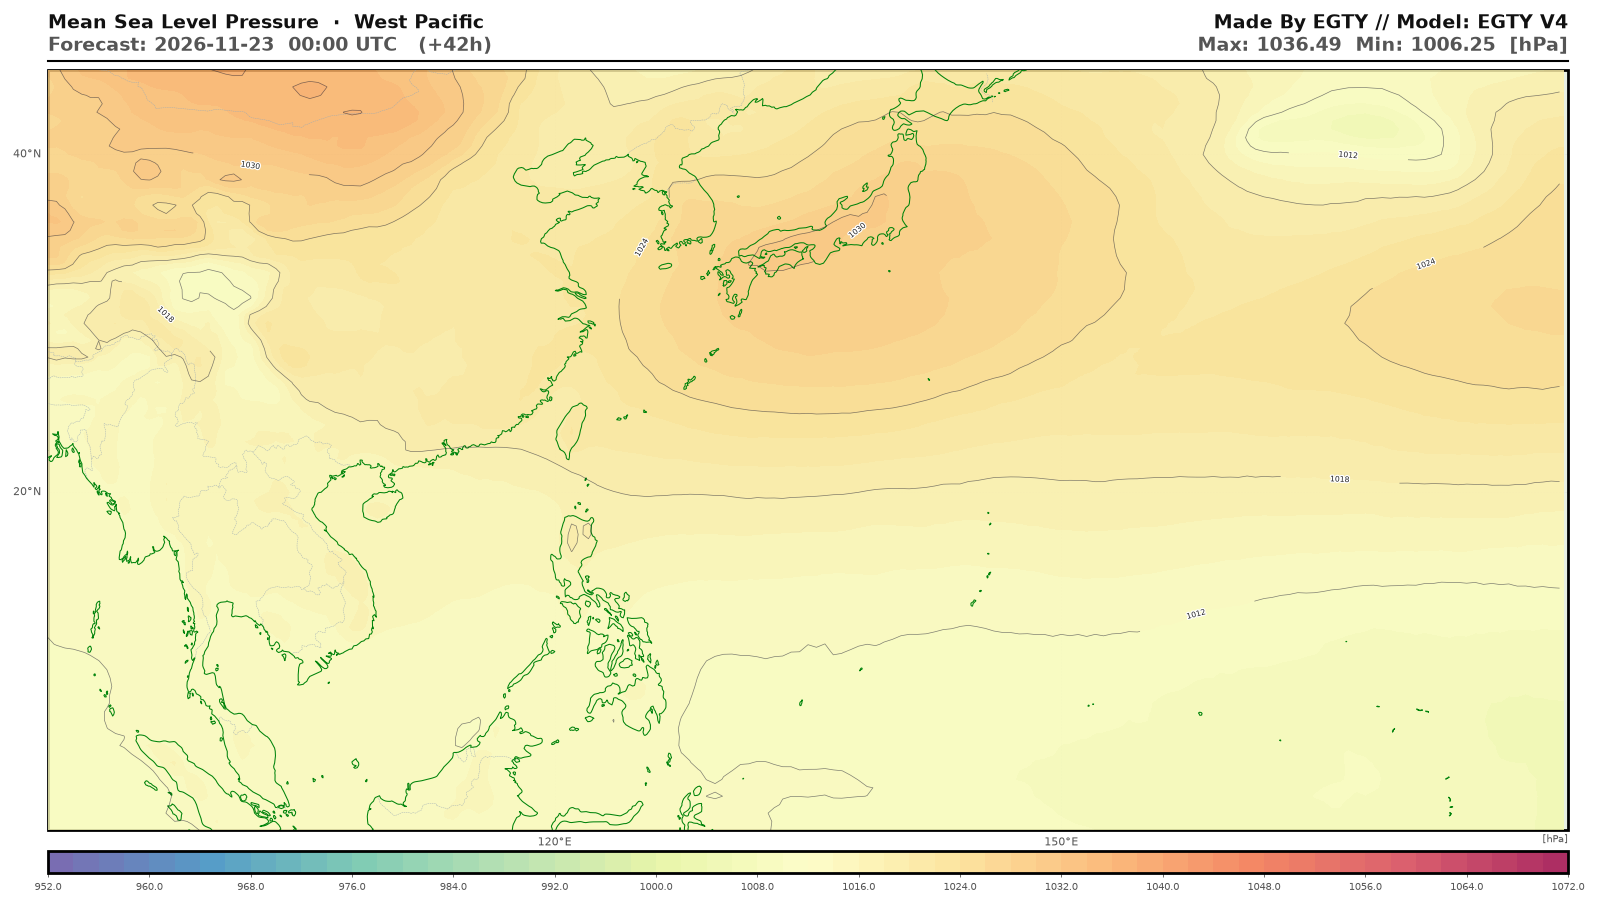 Mean Sea Level Pressure · West Pacific
Made By EGTY // Model: EGTY V4
Forecast: 2026-11-23 00:00 UTC (+42h)
Max: 1036.49 Min: 1006.25 [hPa]
40°N
20°N
1030
1018
1024
1030
1012
1024
1018
1012
120°E
150°E
[hPa]
952.0 960.0 968.0 976.0 984.0 992.0 1000.0 1008.0 1016.0 1024.0 1032.0 1040.0 1048.0 1056.0 1064.0 1072.0